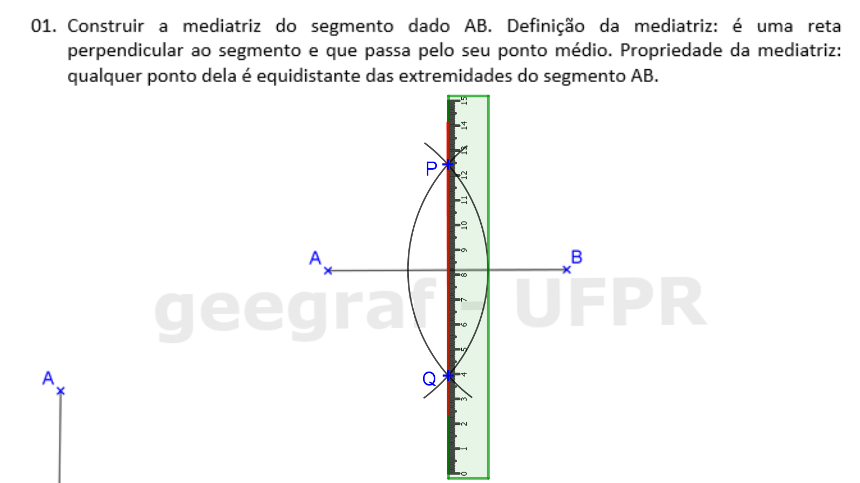 01. Construir a mediatriz do segmento dado AB. Definição da mediatriz: é uma reta
perpendicular ao segmento e que passa pelo seu ponto médio. Propriedade da mediatriz:
qualquer ponto dela é equidistante das extremidades do segmento AB.
15
14
13
P
12
11
10
A
9
B
8
geegraf - UFPR
7
6
5
A
Q
4
3
2
1
0